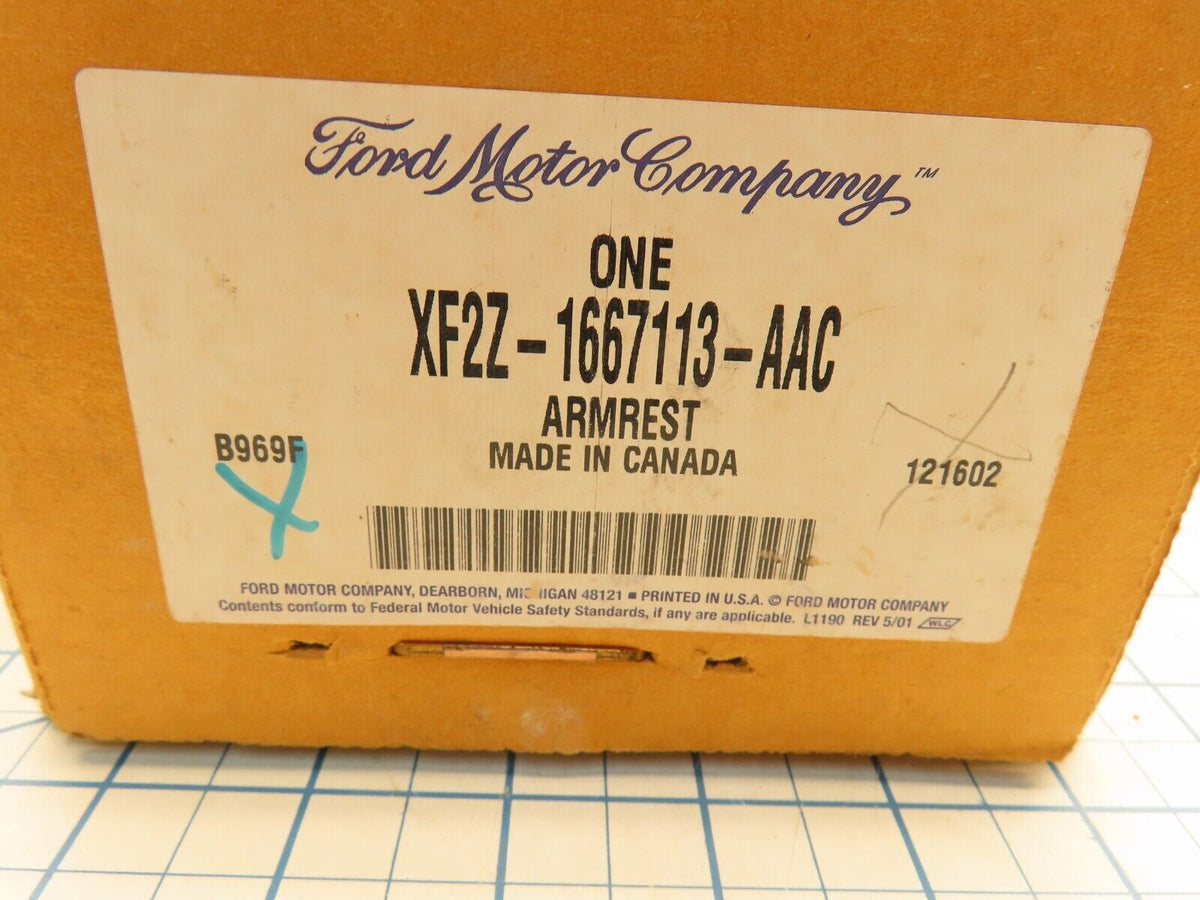 Ford Motor Company™
ONE
XF2Z-1667113-AAC
ARMREST
MADE IN CANADA
B969F
121602
FORD MOTOR COMPANY, DEARBORN, MICHIGAN 48121 ■ PRINTED IN U.S.A. © FORD MOTOR COMPANY
Contents conform to Federal Motor Vehicle Safety Standards, if any are applicable. L1190 REV 5/01 WLC